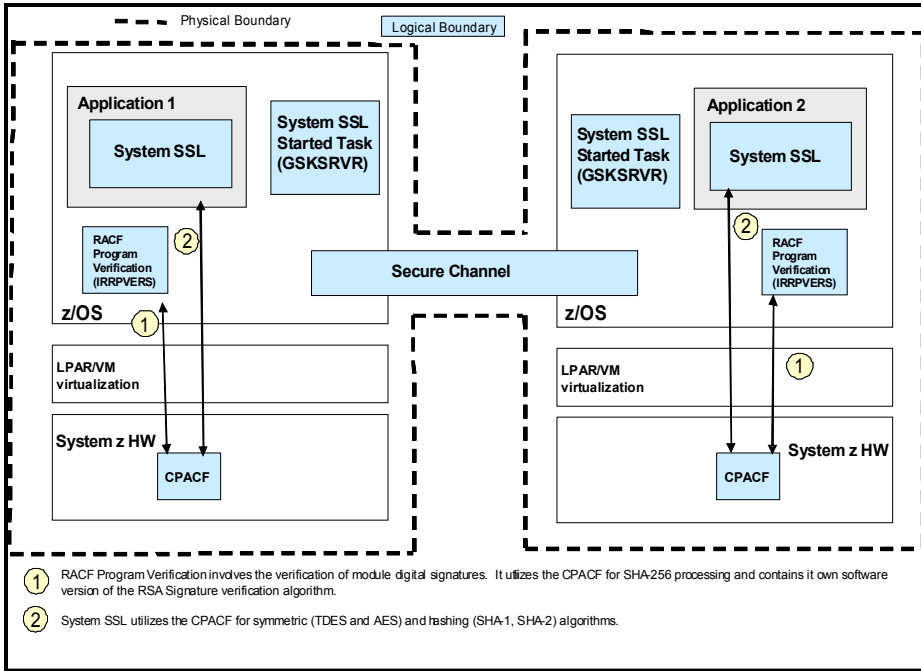 Physical Boundary
Logical Boundary
Application 1
System SSL
System SSL
Started Task
(GSKSRVR)
2
RACF
Program
Verification
(IRRPVERS)
1
z/OS
LPAR/VM
virtualization
System z HW
CPACF
Secure Channel
Application 2
System SSL
System SSL
Started Task
(GSKSRVR)
2
RACF
Program
Verification
(IRRPVERS)
z/OS
1
LPAR/VM
virtualization
System z HW
CPACF
1 RACF Program Verification involves the verification of module digital signatures. It utlizes the CPACF for SHA-256 processing and contains it own software
version of the RSA Signature verification algorithm.
2 System SSL utilizes the CPACF for symmetric (TDES and AES) and hashing (SHA-1, SHA-2) algorithms.